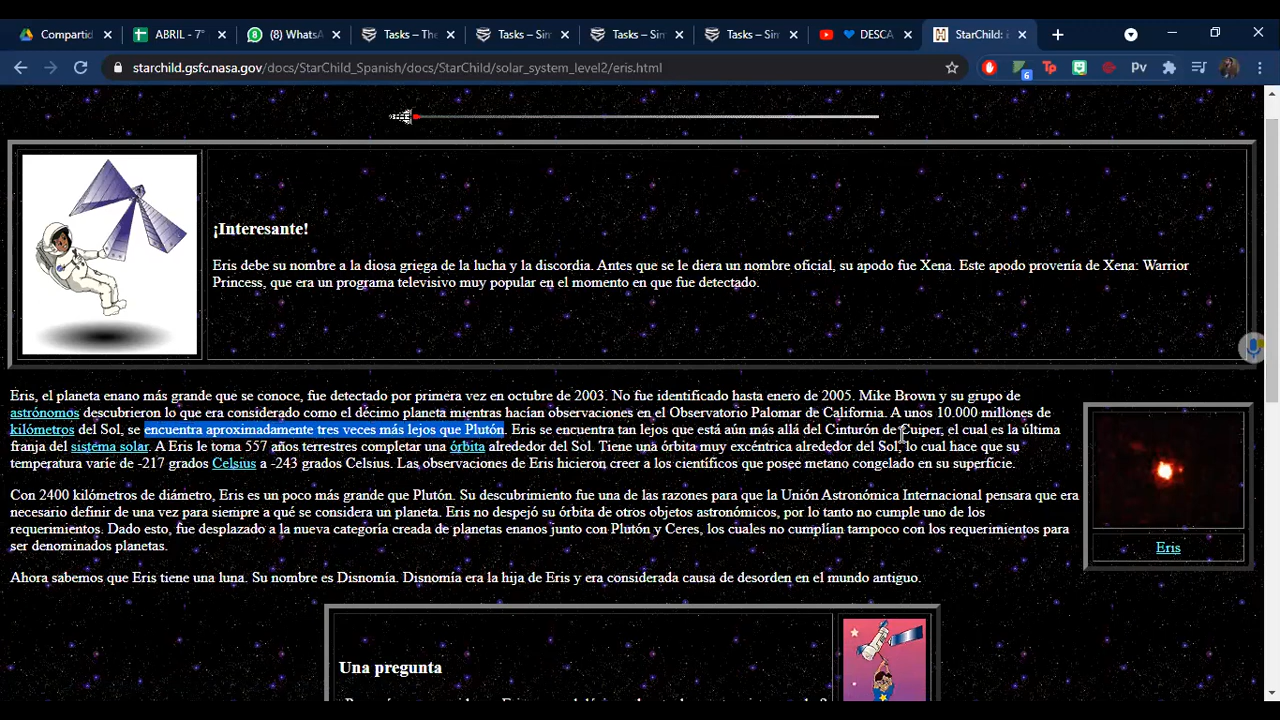 Compartid
ABRIL - 7°
(8) WhatsA
Tasks – The
Tasks – Sim
Tasks – Sim
Tasks – Sim
DESCA
StarChild:
starchild.gsfc.nasa.gov/docs/StarChild_Spanish/docs/StarChild/solar_system_level2/eris.html
6
Tp
Pv
¡Interesante!
Eris debe su nombre a la diosa griega de la lucha y la discordia. Antes que se le diera un nombre oficial, su apodo fue Xena. Este apodo provenía de Xena: Warrior
Princess, que era un programa televisivo muy popular en el momento en que fue detectado.
Eris, el planeta enano más grande que se conoce, fue detectado por primera vez en octubre de 2003. No fue identificado hasta enero de 2005. Mike Brown y su grupo de
astrónomos descubrieron lo que era considerado como el décimo planeta mientras hacían observaciones en el Observatorio Palomar de California. A unos 10.000 millones de
kilómetros del Sol, se encuentra aproximadamente tres veces más lejos que Plutón. Eris se encuentra tan lejos que está aún más allá del Cinturón de Cuiper, el cual es la última
franja del sistema solar. A Eris le toma 557 años terrestres completar una órbita alrededor del Sol. Tiene una órbita muy excéntrica alrededor del Sol, lo cual hace que su
temperatura varíe de -217 grados Celsius a -243 grados Celsius. Las observaciones de Eris hicieron creer a los científicos que posee metano congelado en su superficie.
Con 2400 kilómetros de diámetro, Eris es un poco más grande que Plutón. Su descubrimiento fue una de las razones para que la Unión Astronómica Internacional pensara que era
necesario definir de una vez para siempre a qué se considera un planeta. Eris no despejó su órbita de otros objetos astronómicos, por lo tanto no cumple uno de los
requerimientos. Dado esto, fue desplazado a la nueva categoría creada de planetas enanos junto con Plutón y Ceres, los cuales no cumplían tampoco con los requerimientos para
ser denominados planetas.
Eris
Ahora sabemos que Eris tiene una luna. Su nombre es Disnomía. Disnomía era la hija de Eris y era considerada causa de desorden en el mundo antiguo.
Una pregunta